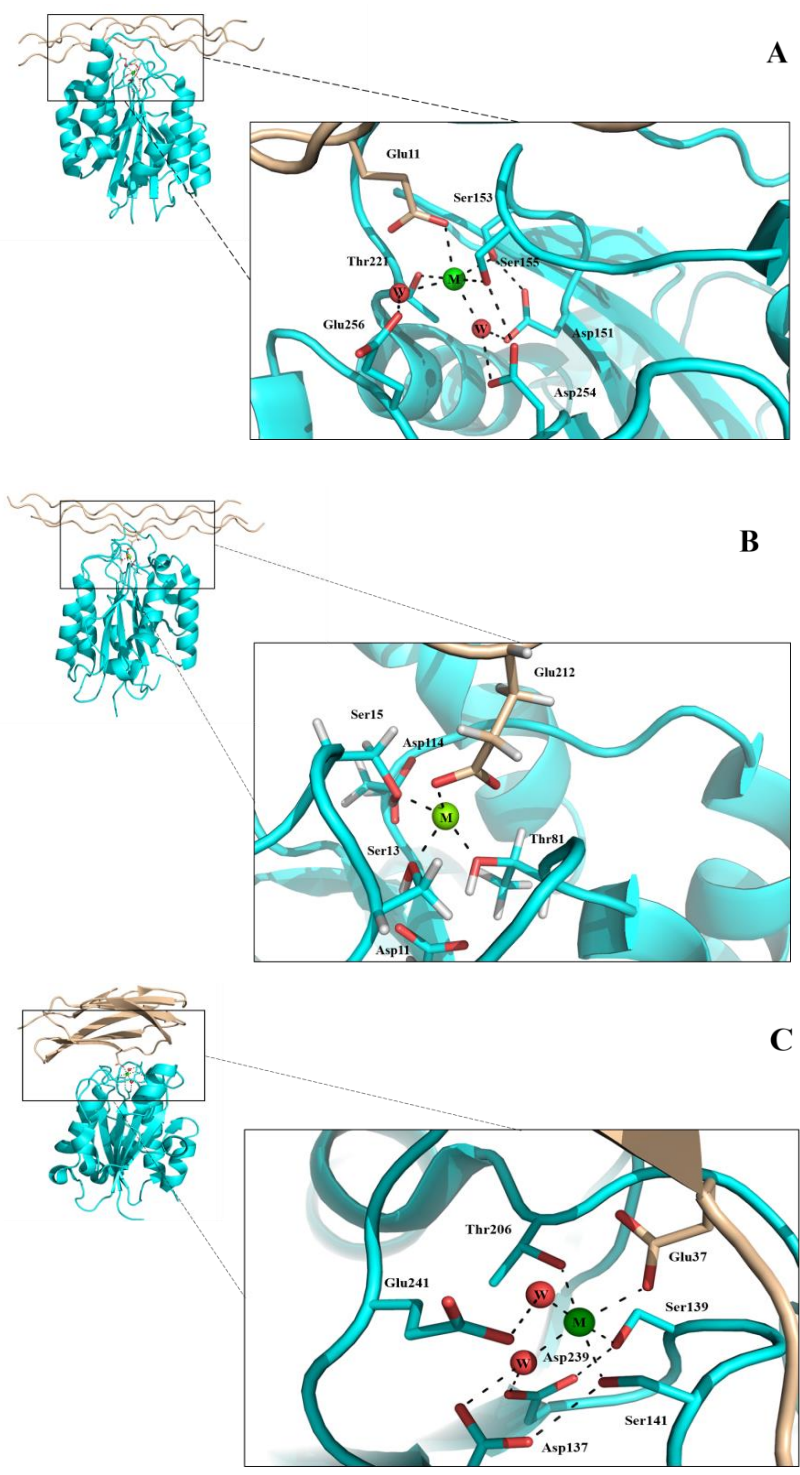 A
Glu11
Ser153
Thr221
Ser155
M
W
Glu256
W
Asp151
Asp254
B
Glu212
Ser15
Asp114
M
Ser13
Thr81
Asp11
C
Thr206
Glu37
Glu241
W
Ser139
M
W
Asp239
Ser141
Asp137